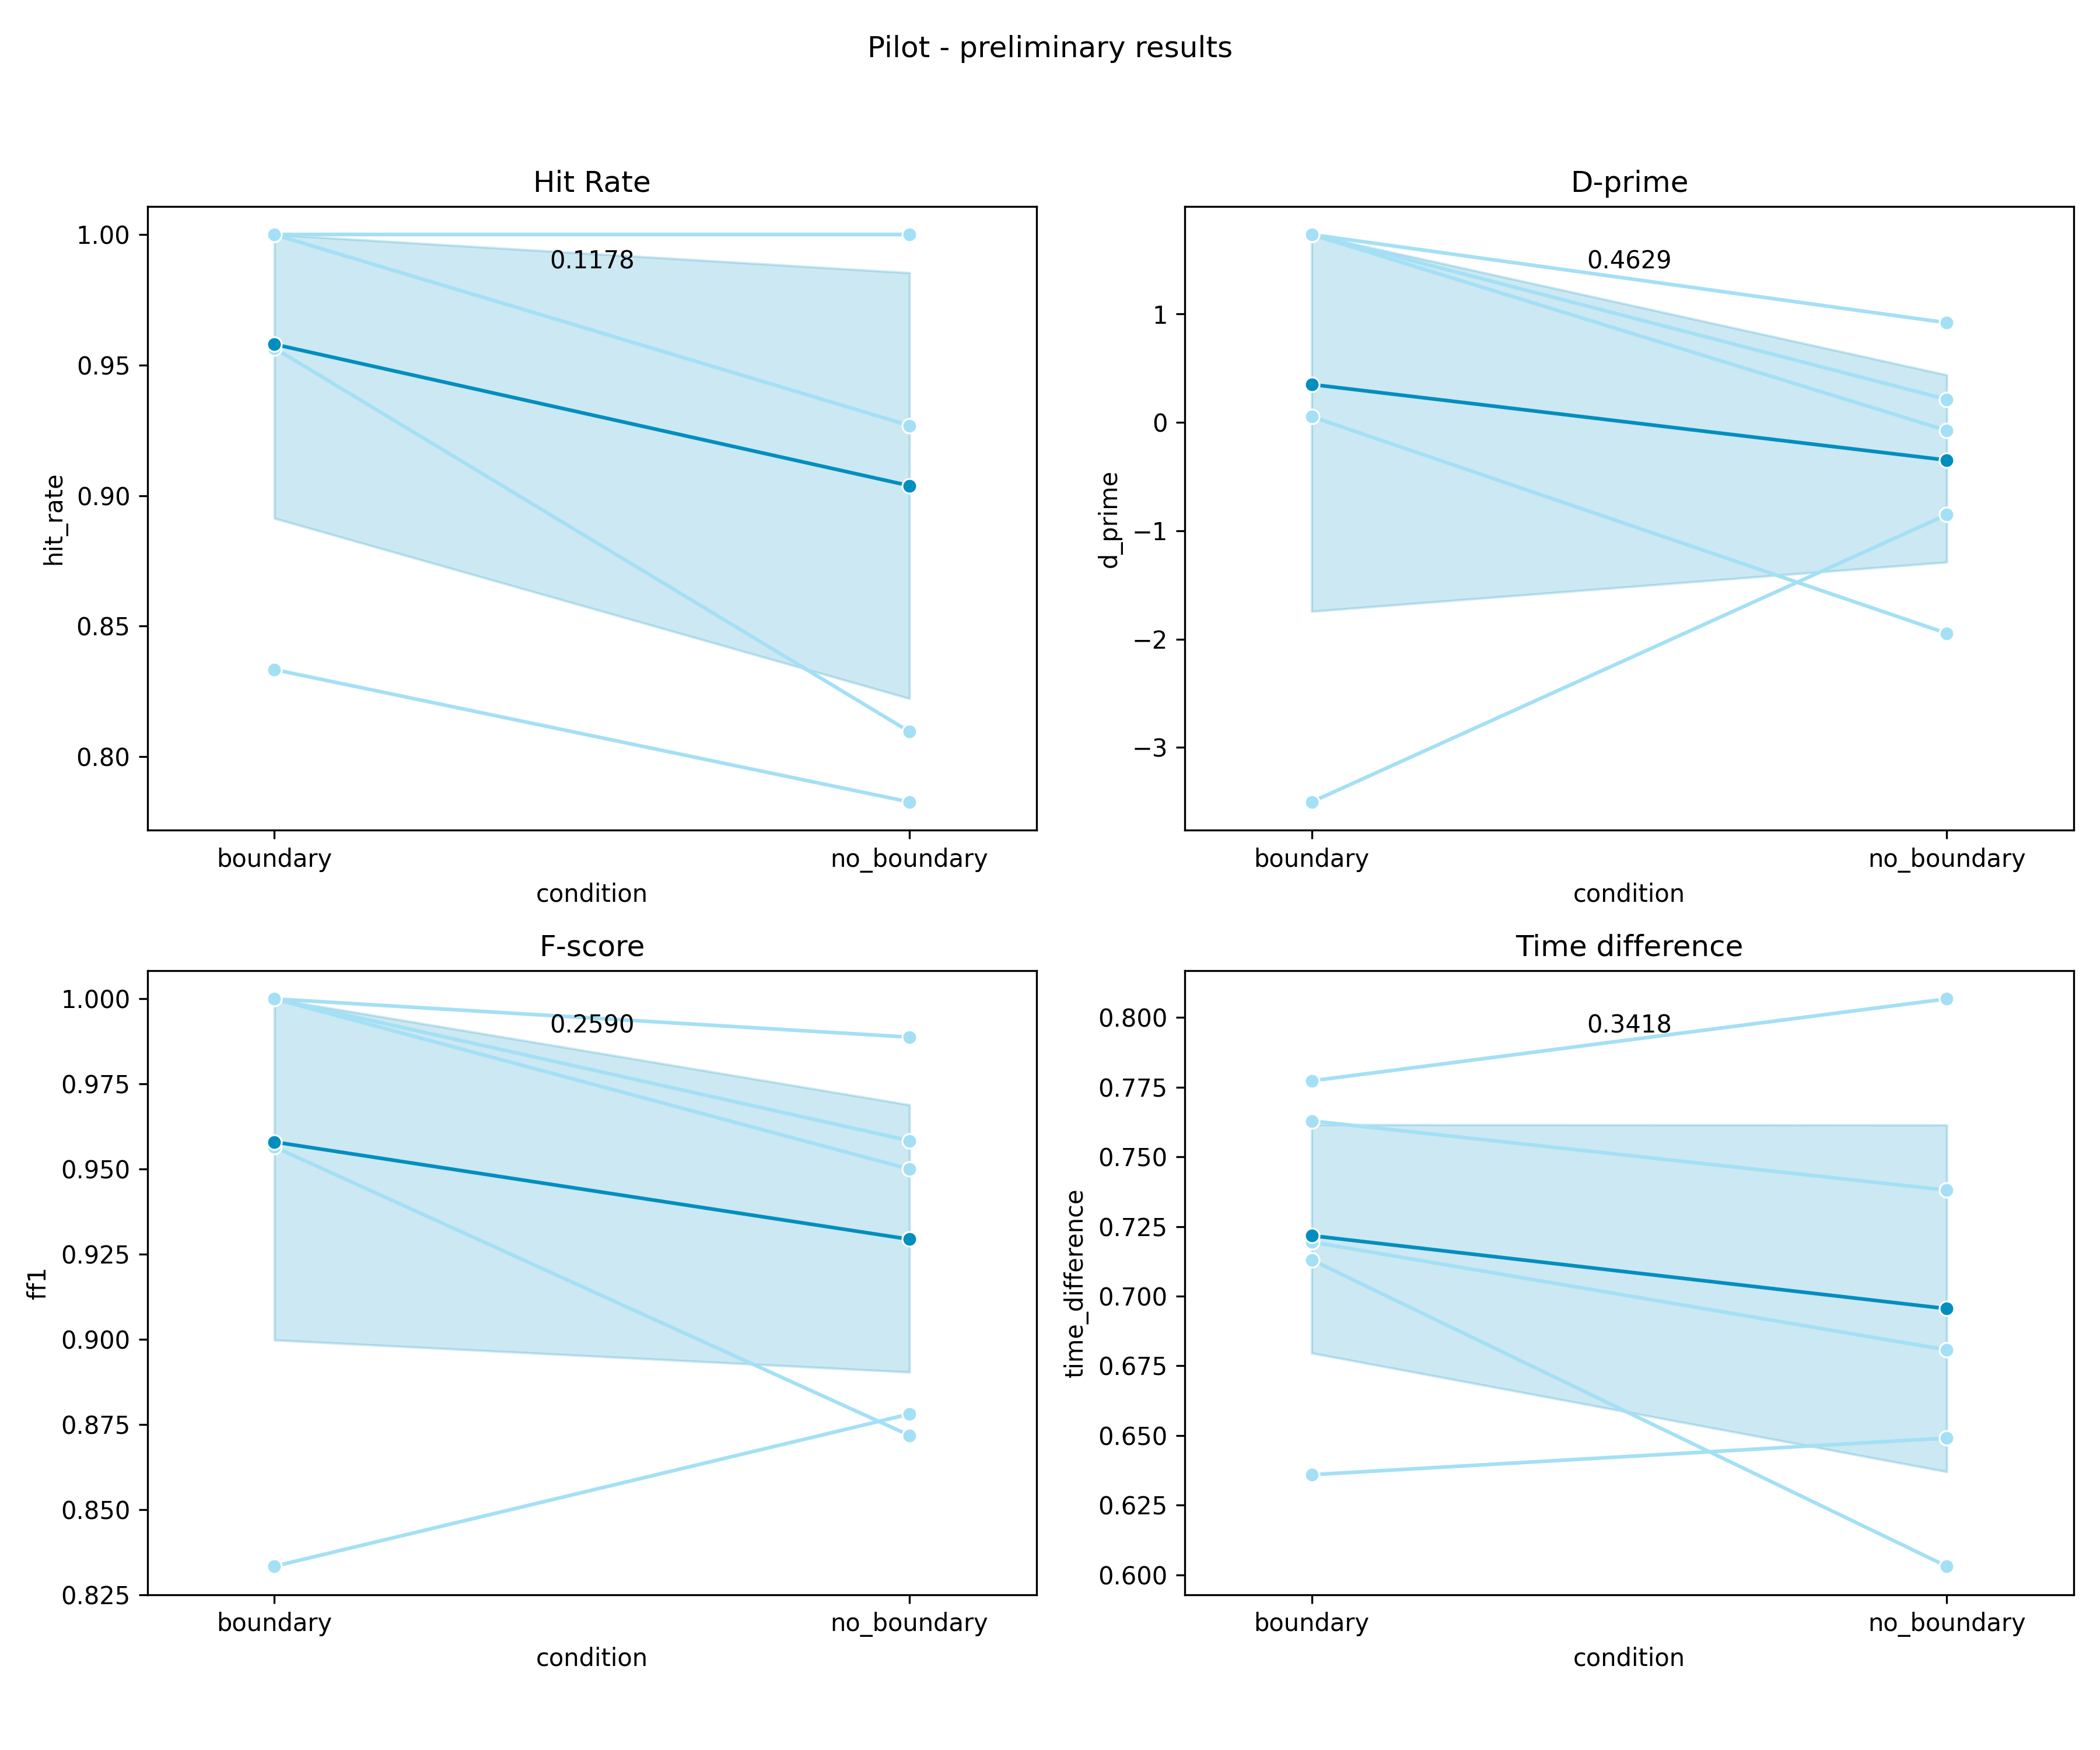 Pilot - preliminary results
Hit Rate
1.00
0.95
0.90
0.85
0.80
hit_rate
0.1178
boundary
no_boundary
condition
D-prime
1
0
−1
−2
−3
d_prime
0.4629
boundary
no_boundary
condition
F-score
1.000
0.975
0.950
0.925
0.900
0.875
0.850
0.825
ff1
0.2590
boundary
no_boundary
condition
Time difference
0.800
0.775
0.750
0.725
0.700
0.675
0.650
0.625
0.600
time_difference
0.3418
boundary
no_boundary
condition